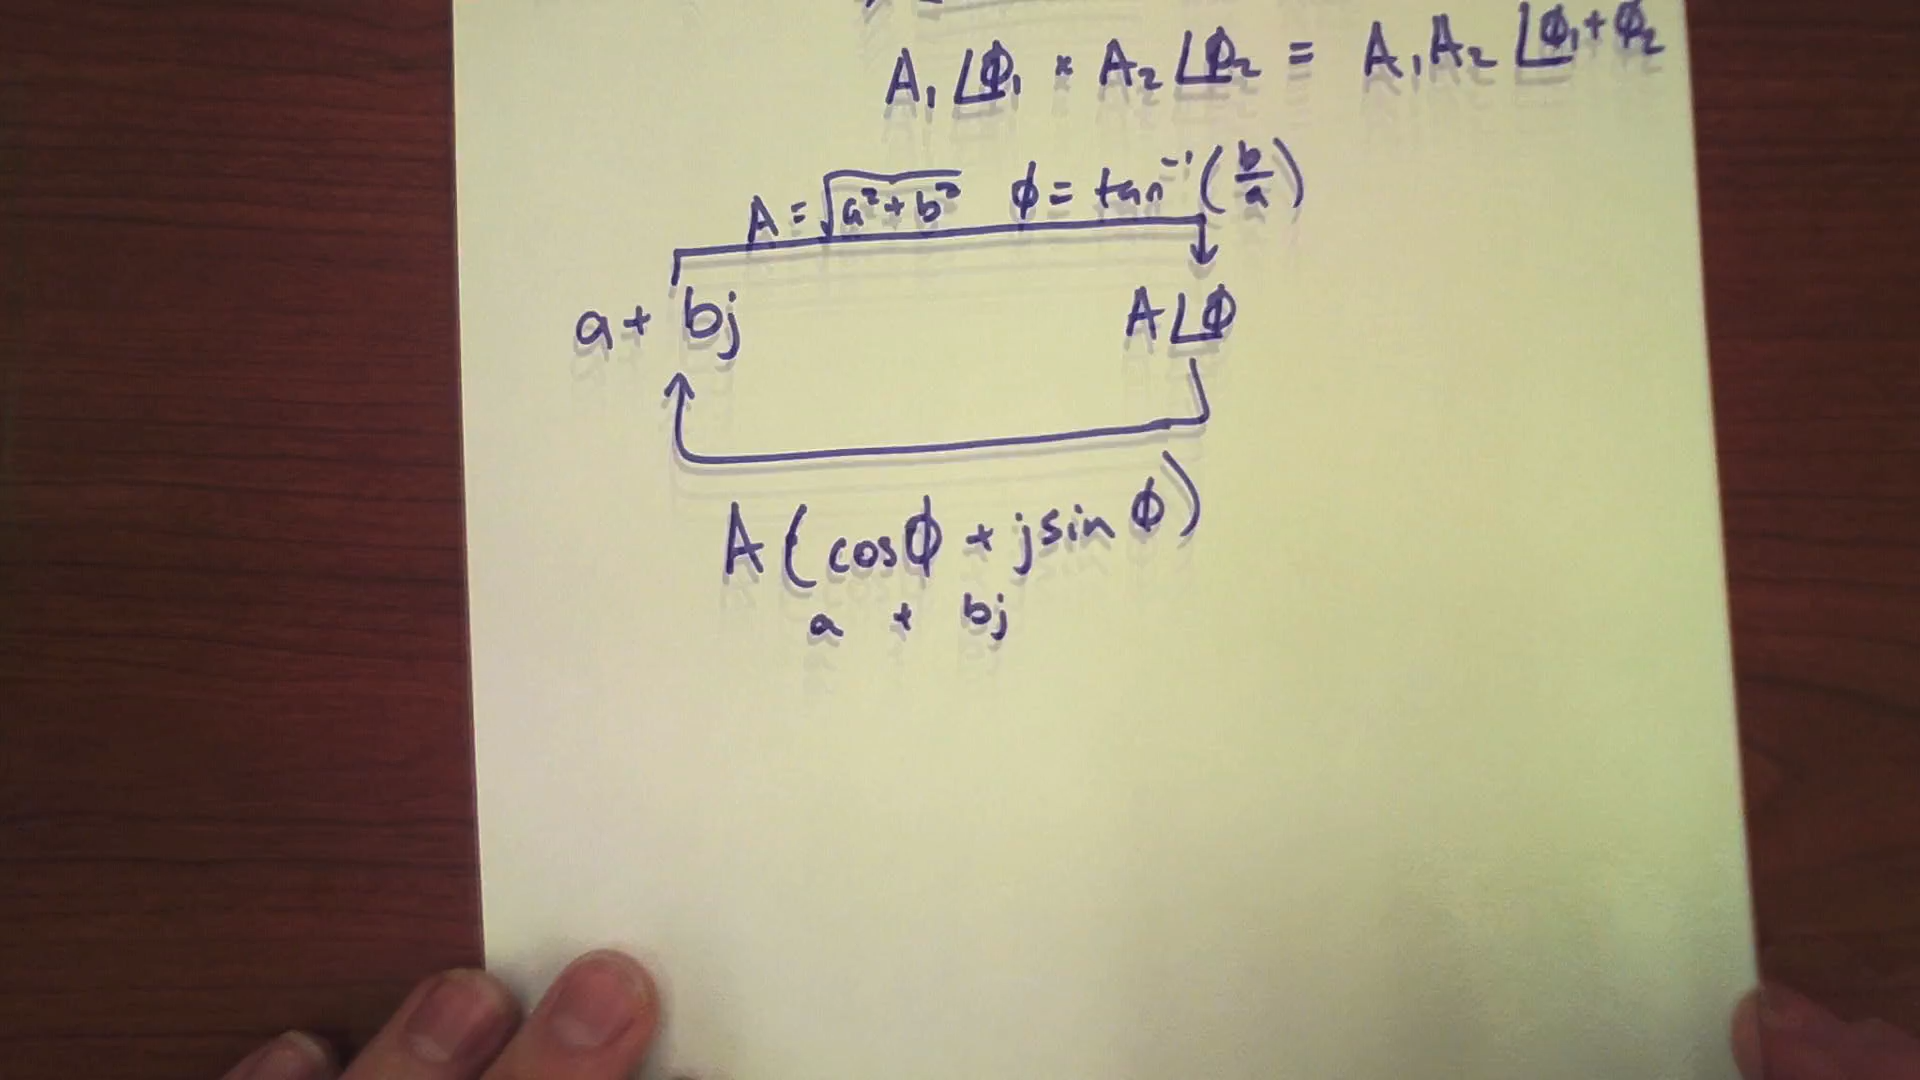 A₁∠ϕ₁ × A₂∠ϕ₂ = A₁A₂∠ϕ₁+ϕ₂
A = √(a²+b²) ϕ = tan⁻¹(b/a)
a + bj A∠ϕ
A(cosϕ + jsinϕ)
a + bj